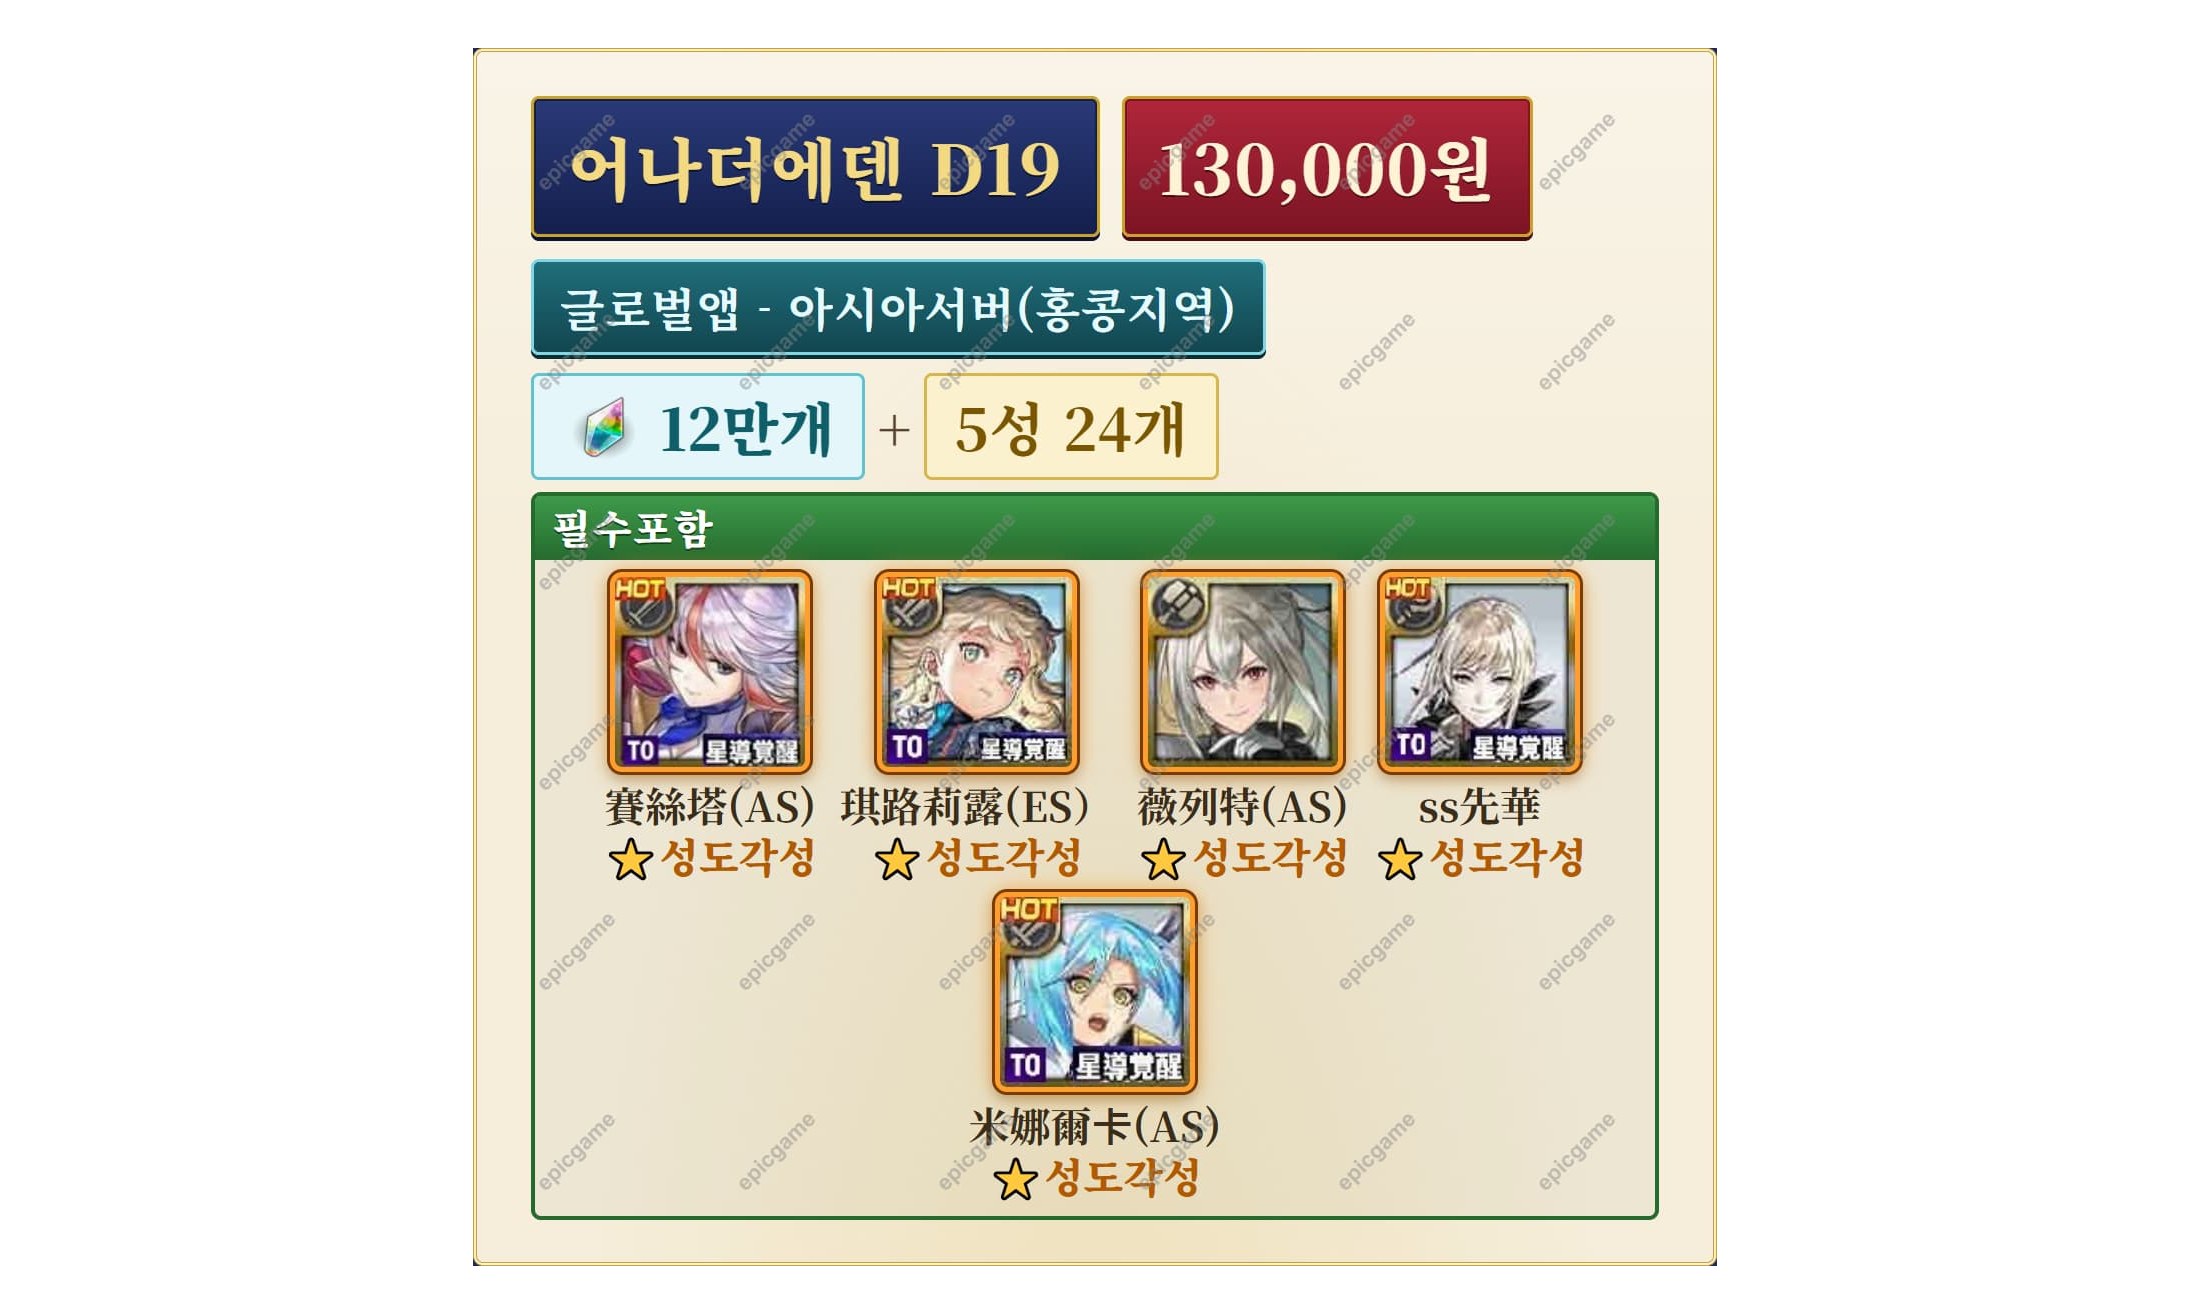 어나더에덴 D19
130,000원
글로벌앱 - 아시아서버(홍콩지역)
12만개 + 5성 24개
필수포함
HOT
TO 星導覚醒
賽絲塔(AS)
성도각성
HOT
TO 星導覚醒
琪路莉露(ES)
성도각성
薇列特(AS)
성도각성
HOT
TO 星導覚醒
ss先華
성도각성
HOT
TO 星導覚醒
米娜爾卡(AS)
성도각성
epicgame